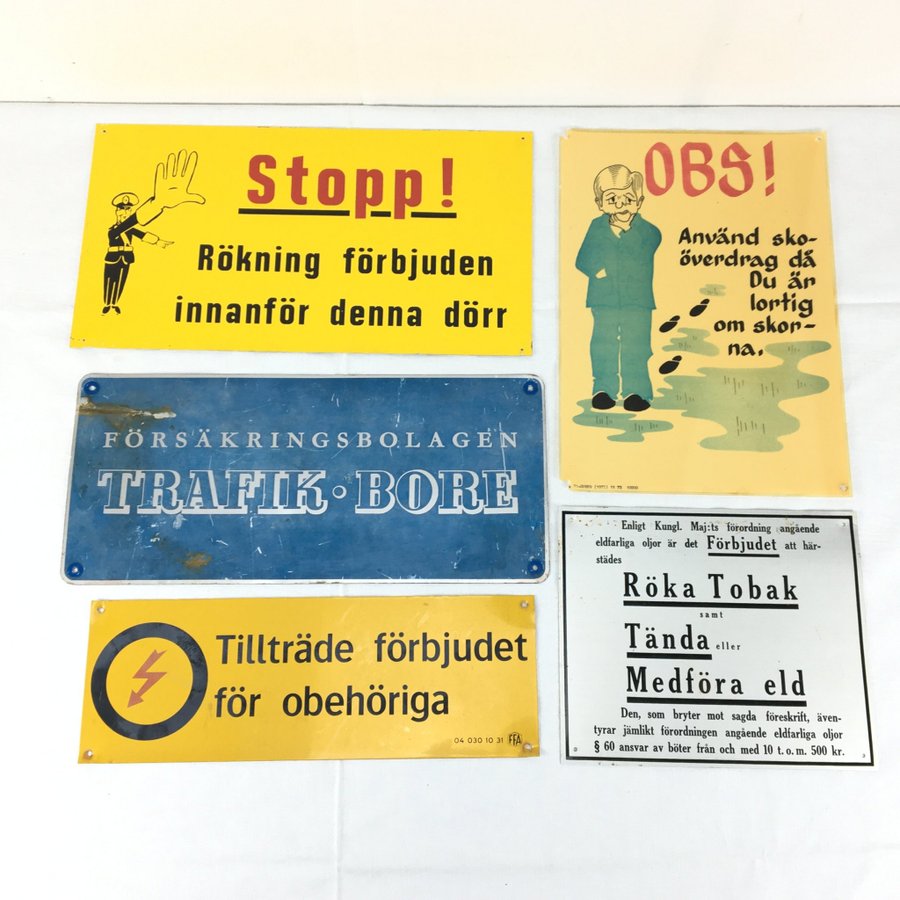 Stopp!
Rökning förbjuden
innanför denna dörr
OBS!
Använd sko-
överdrag då
Du är
lortig
om skor-
na.
FÖRSÄKRINGSBOLAGEN
TRAFIK·BORE
Tillträde förbjudet
för obehöriga
04 030 10 31 FFA
Enligt Kungl. Maj:ts förordning angående
eldfarliga oljor är det Förbjudet att här-
städes
Röka Tobak
samt
Tända eller
Medföra eld
Den, som bryter mot sagda föreskrift, även-
tyrar jämlikt förordningen angående eldfarliga oljor
§ 60 ansvar av böter från och med 10 t. o. m. 500 kr.